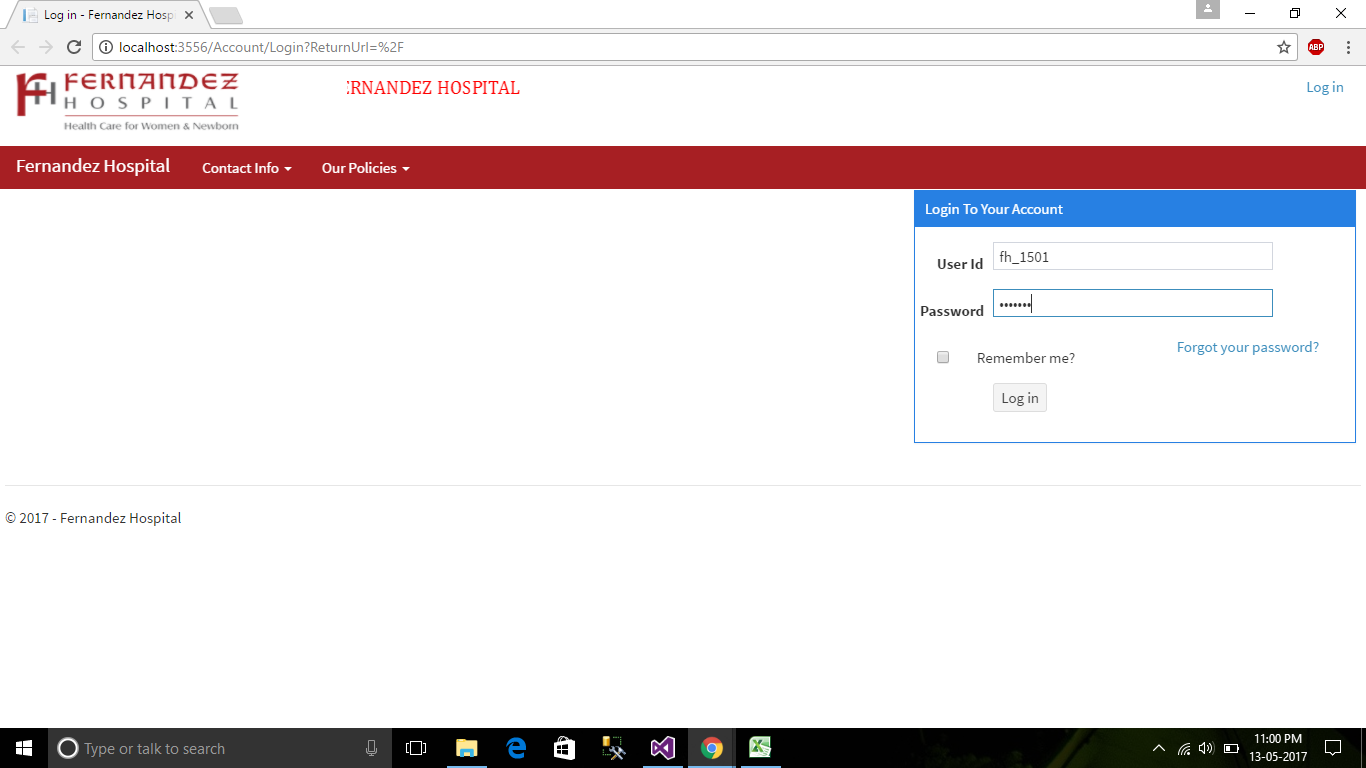 Log in - Fernandez Hosp
localhost:3556/Account/Login?ReturnUrl=%2F
ABP
FERNANDEZ
HOSPITAL
Health Care for Women & Newborn
ERNANDEZ HOSPITAL
Log in
Fernandez Hospital
Contact Info
Our Policies
Login To Your Account
User Id
fh_1501
Password
•••••••
Forgot your password?
Remember me?
Log in
© 2017 - Fernandez Hospital
Type or talk to search
11:00 PM
13-05-2017